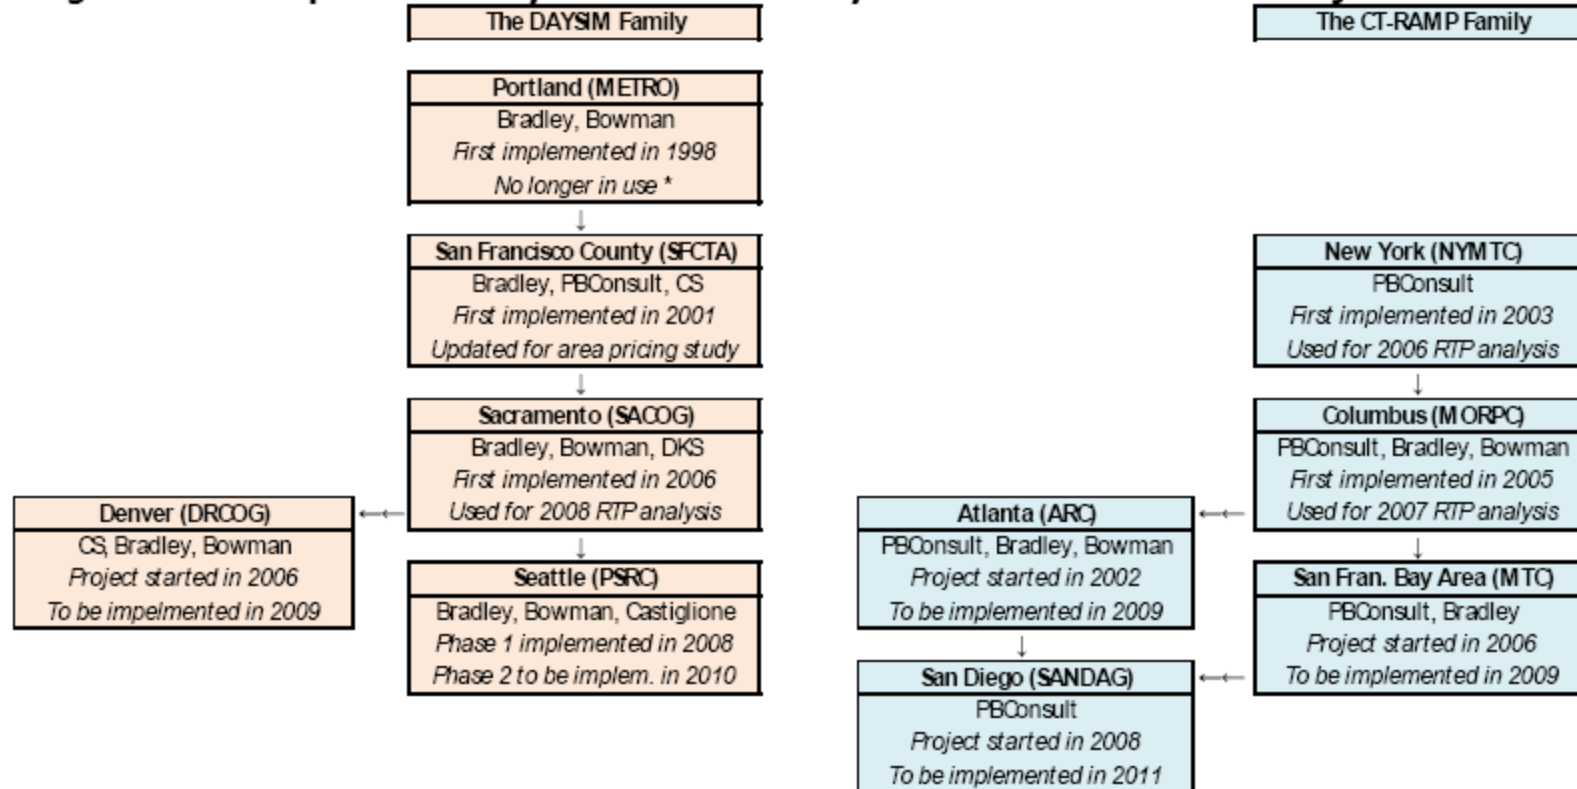 The DAYSIM Family
Portland (METRO)
Bradley, Bowman
First implemented in 1998
No longer in use *
San Francisco County (SFCTA)
Bradley, PBConsult, CS
First implemented in 2001
Updated for area pricing study
Sacramento (SACOG)
Bradley, Bowman, DKS
First implemented in 2006
Used for 2008 RTP analysis
Denver (DRCOG)
CS, Bradley, Bowman
Project started in 2006
To be impelmented in 2009
Seattle (PSRC)
Bradley, Bowman, Castiglione
Phase 1 implemented in 2008
Phase 2 to be implem. in 2010
The CT-RAMP Family
New York (NYMTC)
PBConsult
First implemented in 2003
Used for 2006 RTP analysis
Columbus (MORPC)
PBConsult, Bradley, Bowman
First implemented in 2005
Used for 2007 RTP analysis
Atlanta (ARC)
PBConsult, Bradley, Bowman
Project started in 2002
To be implemented in 2009
San Fran. Bay Area (MTC)
PBConsult, Bradley
Project started in 2006
To be implemented in 2009
San Diego (SANDAG)
PBConsult
Project started in 2008
To be implemented in 2011